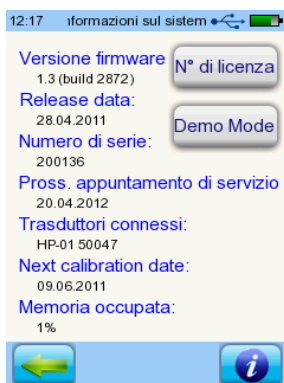 12:17 nformazioni sul sistem
Versione firmware
1.3 (build 2872)
N° di licenza
Release data:
28.04.2011
Demo Mode
Numero di serie:
200136
Pross. appuntamento di servizio
20.04.2012
Trasduttori connessi:
HP-01 50047
Next calibration date:
09.06.2011
Memoria occupata:
1%
i